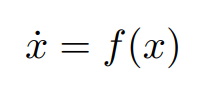 ẋ = f(x)